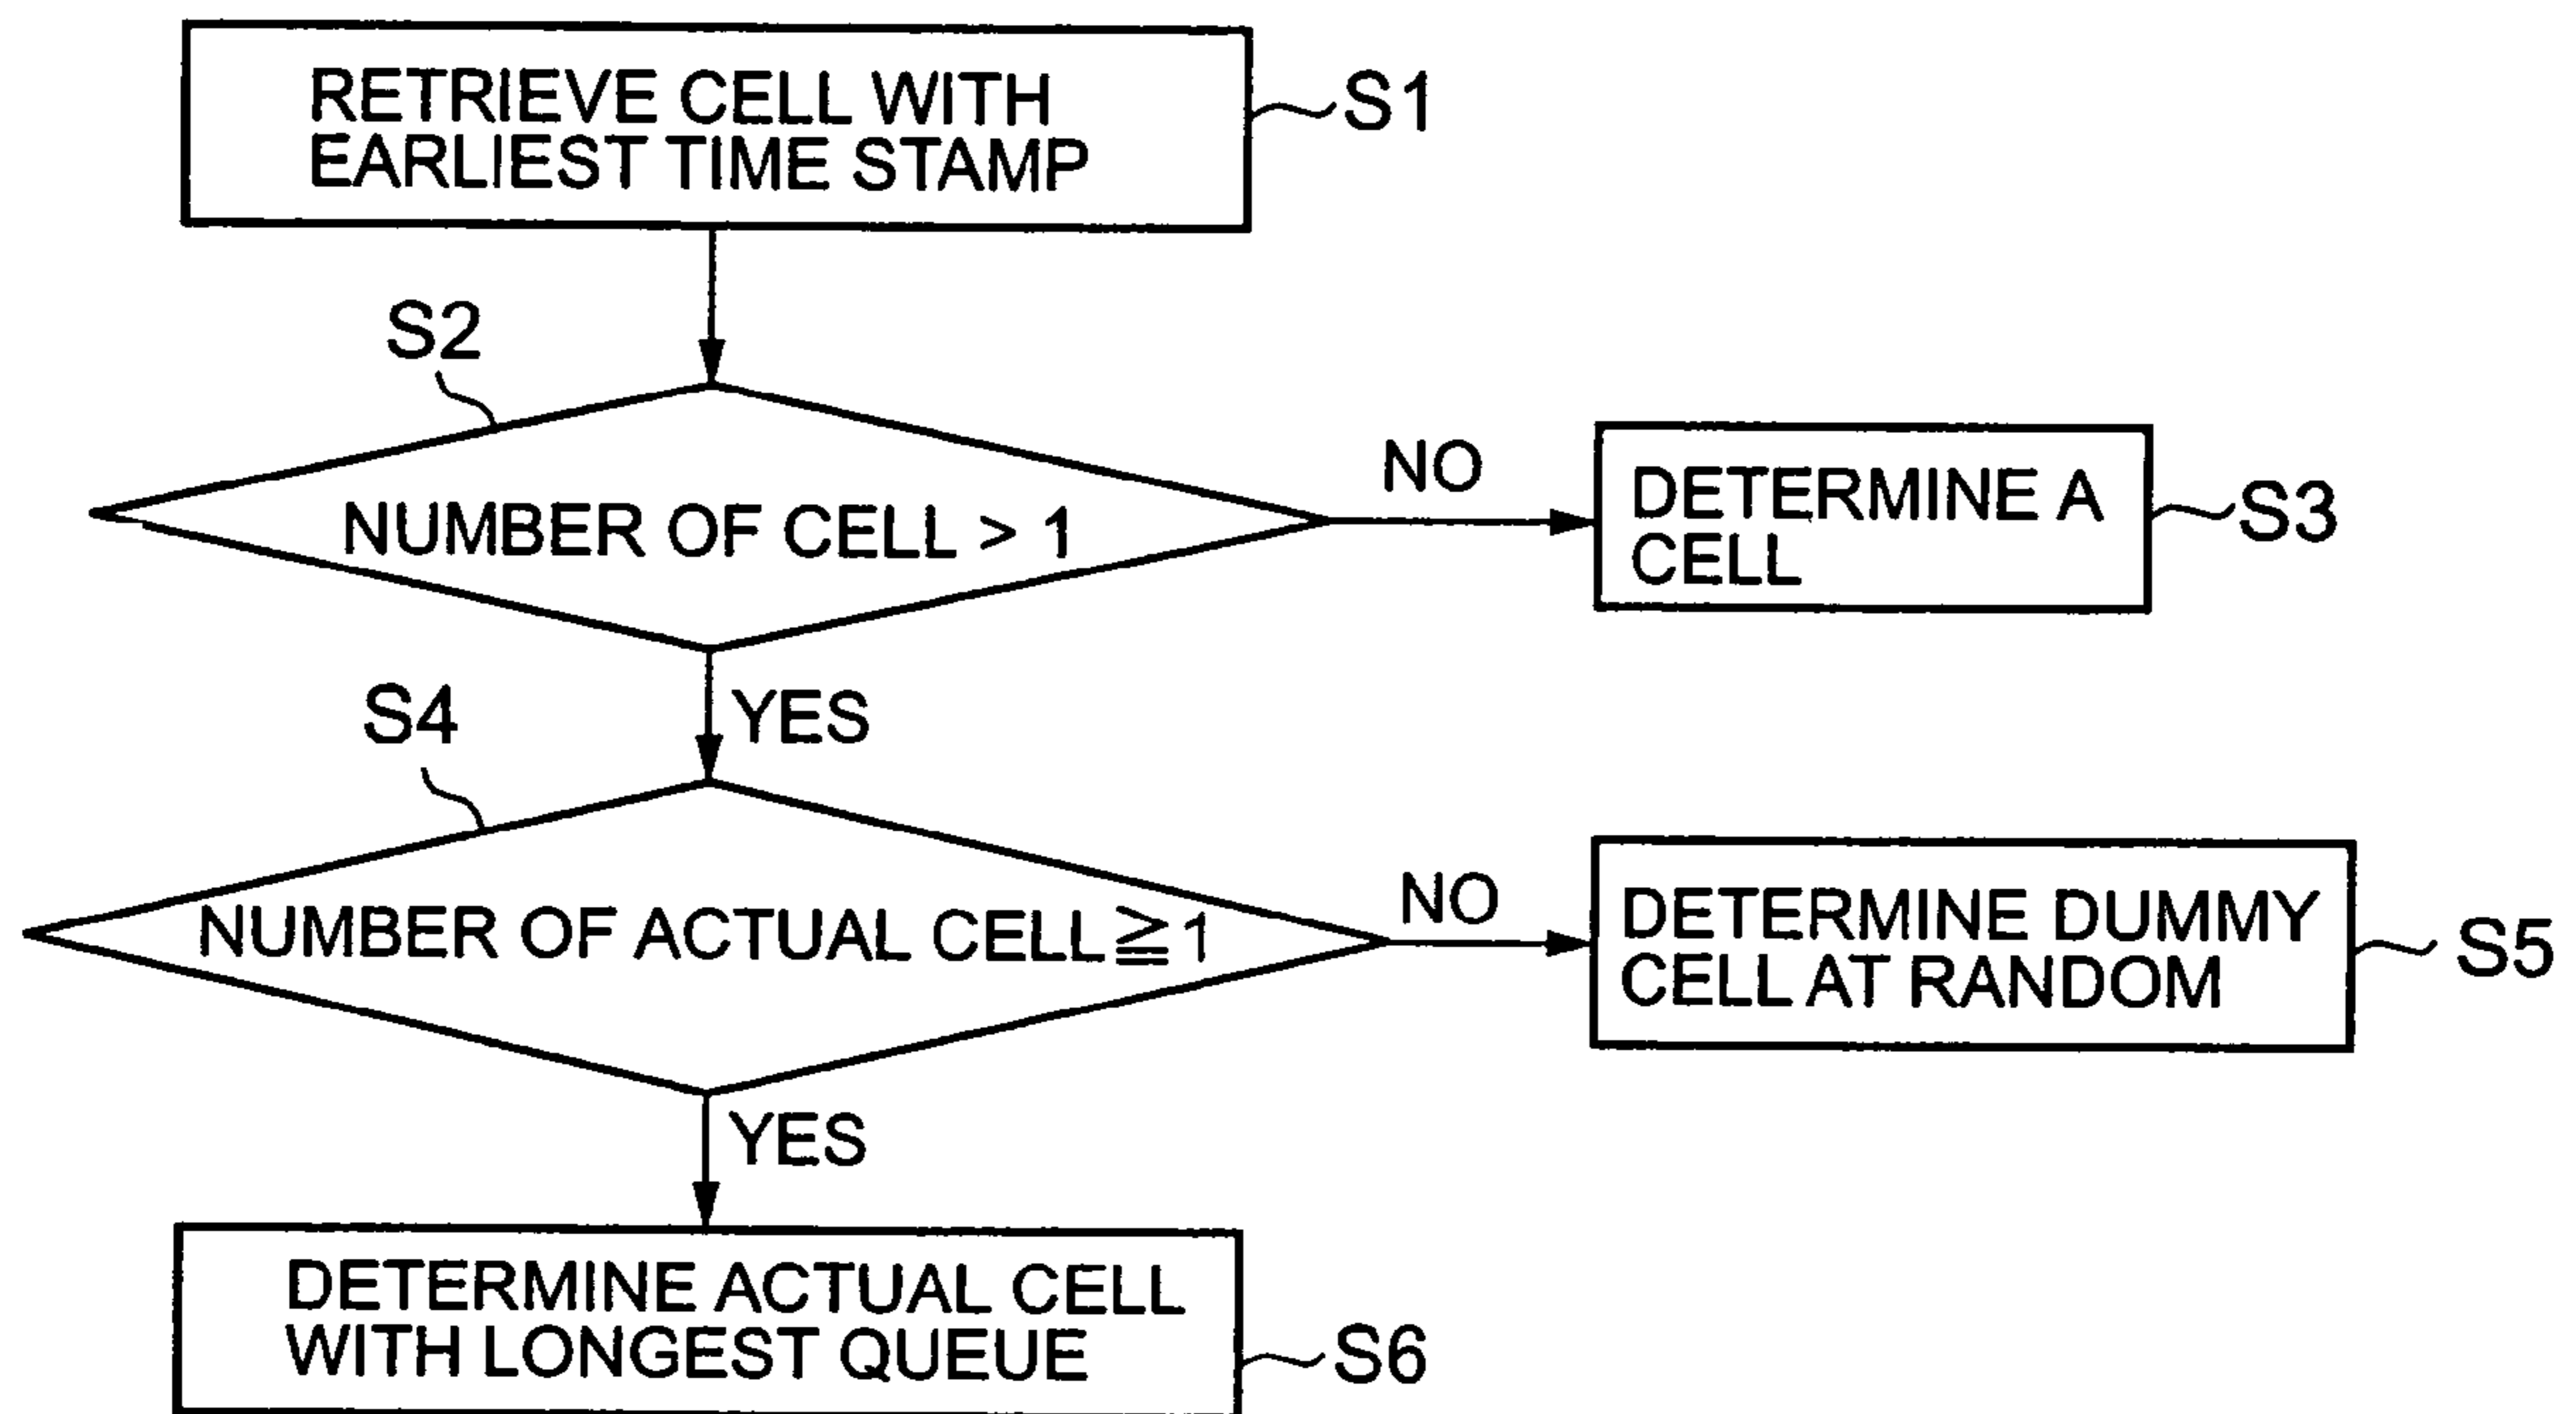 RETRIEVE CELL WITH
EARLIEST TIME STAMP
S1
S2
NUMBER OF CELL > 1
NO
DETERMINE A
CELL
S3
YES
S4
NUMBER OF ACTUAL CELL ≧ 1
NO
DETERMINE DUMMY
CELL AT RANDOM
S5
YES
DETERMINE ACTUAL CELL
WITH LONGEST QUEUE
S6